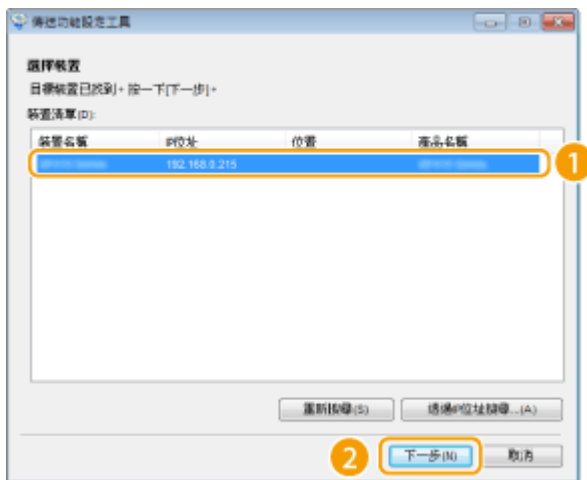 傳送功能設定工具
選擇裝置
目標裝置已找到。按一下[下一步]。
裝置清單(D):
裝置名稱 IP位址 位置 產品名稱
192.168.0.215
1
重新搜尋(S) 透過IP位址搜尋...(A)
2
下一步(N) 取消